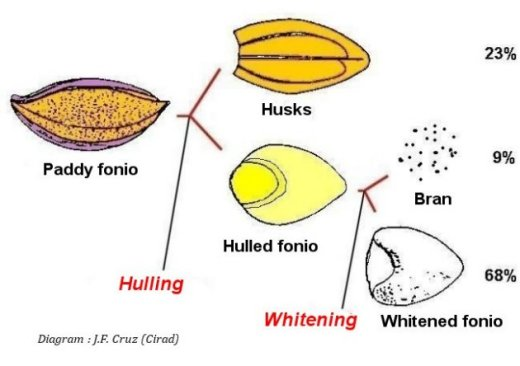 23%
Husks
Paddy fonio
9%
Bran
Hulled fonio
68%
Hulling
Whitening
Whitened fonio
Diagram : J.F. Cruz (Cirad)